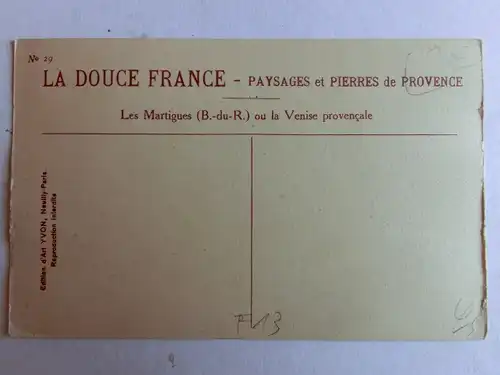 No 29
LA DOUCE FRANCE - PAYSAGES et PIERRES de PROVENCE
Les Martigues (B.-du-R.) ou la Venise provençale
Edition d'Art YVON, Neuilly-Paris.
Reproduction interdite
F13